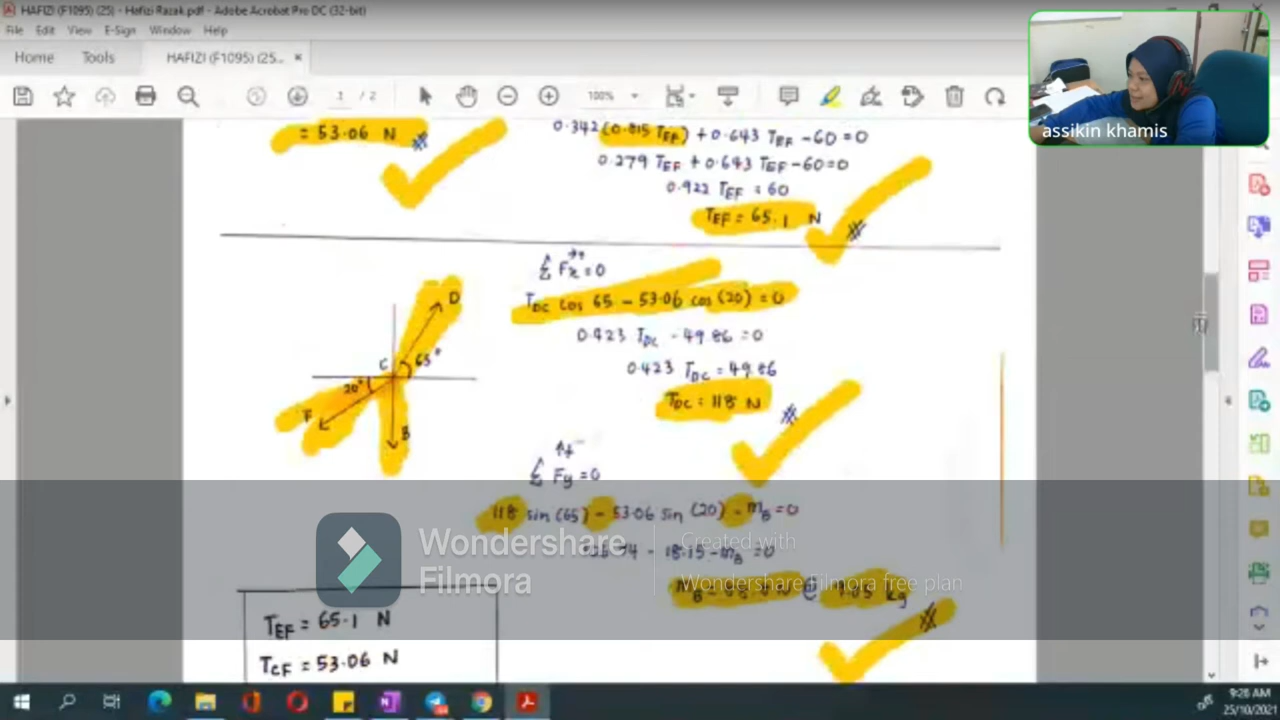 HAFIZI (F1095) (25) - Hafizi Razak.pdf - Adobe Acrobat Pro DC (32-bit)
File Edit View E-Sign Window Help
Home Tools HAFIZI (F1095) (25... ×
1 / 2 100%
assikin khamis
= 53.06 N
0.342 (0.815 TEF) + 0.643 TEF - 60 = 0
0.279 TEF + 0.643 TEF - 60 = 0
0.922 TEF = 60
TEF = 65.1 N
Σ Fx = 0
TDC cos 65 - 53.06 cos (20) = 0
0.423 TDC - 49.86 = 0
0.423 TDC = 49.86
TDC = 118 N
D
C 65°
20°
F
B
Σ Fy = 0
118 sin (65) - 53.06 sin (20) - mB = 0
- 18.15 - mB = 0
Wondershare
Filmora
Created with
Wondershare Filmora free plan
TEF = 65.1 N
TCF = 53.06 N
9:28 AM
25/10/2021